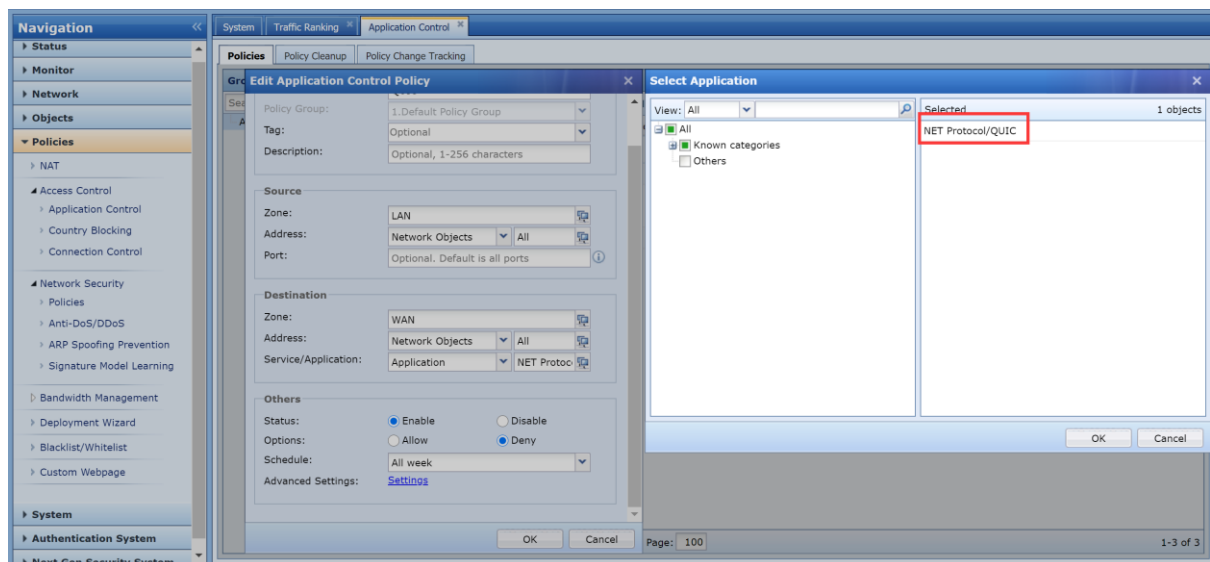 Navigation
Status
Monitor
Network
Objects
Policies
NAT
Access Control
Application Control
Country Blocking
Connection Control
Network Security
Policies
Anti-DoS/DDoS
ARP Spoofing Prevention
Signature Model Learning
Bandwidth Management
Deployment Wizard
Blacklist/Whitelist
Custom Webpage
System
Authentication System
System Traffic Ranking Application Control
Policies Policy Cleanup Policy Change Tracking
Edit Application Control Policy
Policy Group: 1.Default Policy Group
Tag: Optional
Description: Optional, 1-256 characters
Source
Zone: LAN
Address: Network Objects All
Port: Optional. Default is all ports
Destination
Zone: WAN
Address: Network Objects All
Service/Application: Application NET Protoco
Others
Status: Enable Disable
Options: Allow Deny
Schedule: All week
Advanced Settings: Settings
OK Cancel
Select Application
View: All
All
Known categories
Others
Selected 1 objects
NET Protocol/QUIC
OK Cancel
Page: 100 1-3 of 3